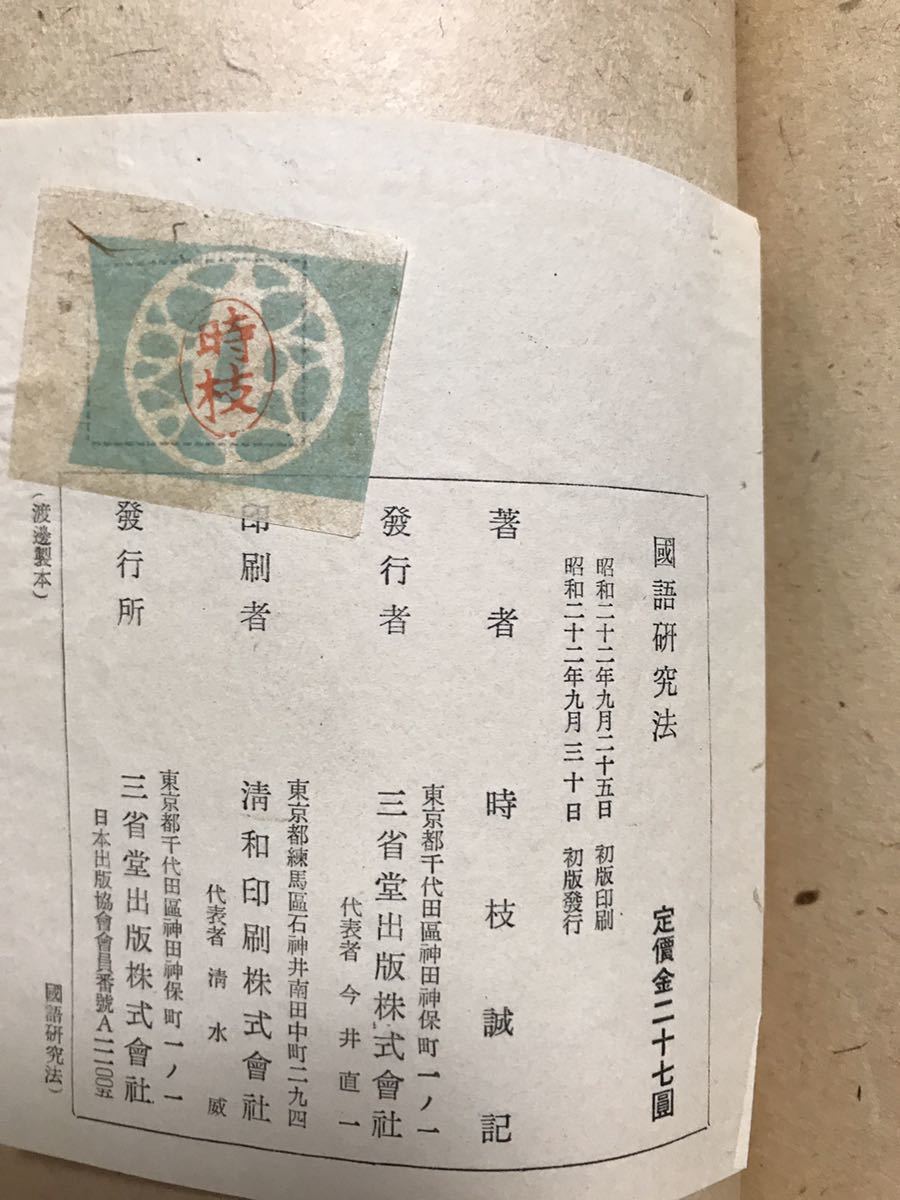 時枝
國語研究法
定價金二十七圓
昭和二十二年九月二十五日 初版印刷
昭和二十二年九月三十日 初版發行
著者 時枝誠記
東京都千代田區神田神保町一ノ一
發行者 三省堂出版株式會社
代表者 今井直一
東京都練馬區石神井南田中町二九四
印刷者 淸和印刷株式會社
代表者 淸水威
東京都千代田區神田神保町一ノ一
發行所 三省堂出版株式會社
日本出版協會會員番號A
(渡邊製本)
國語研究法)